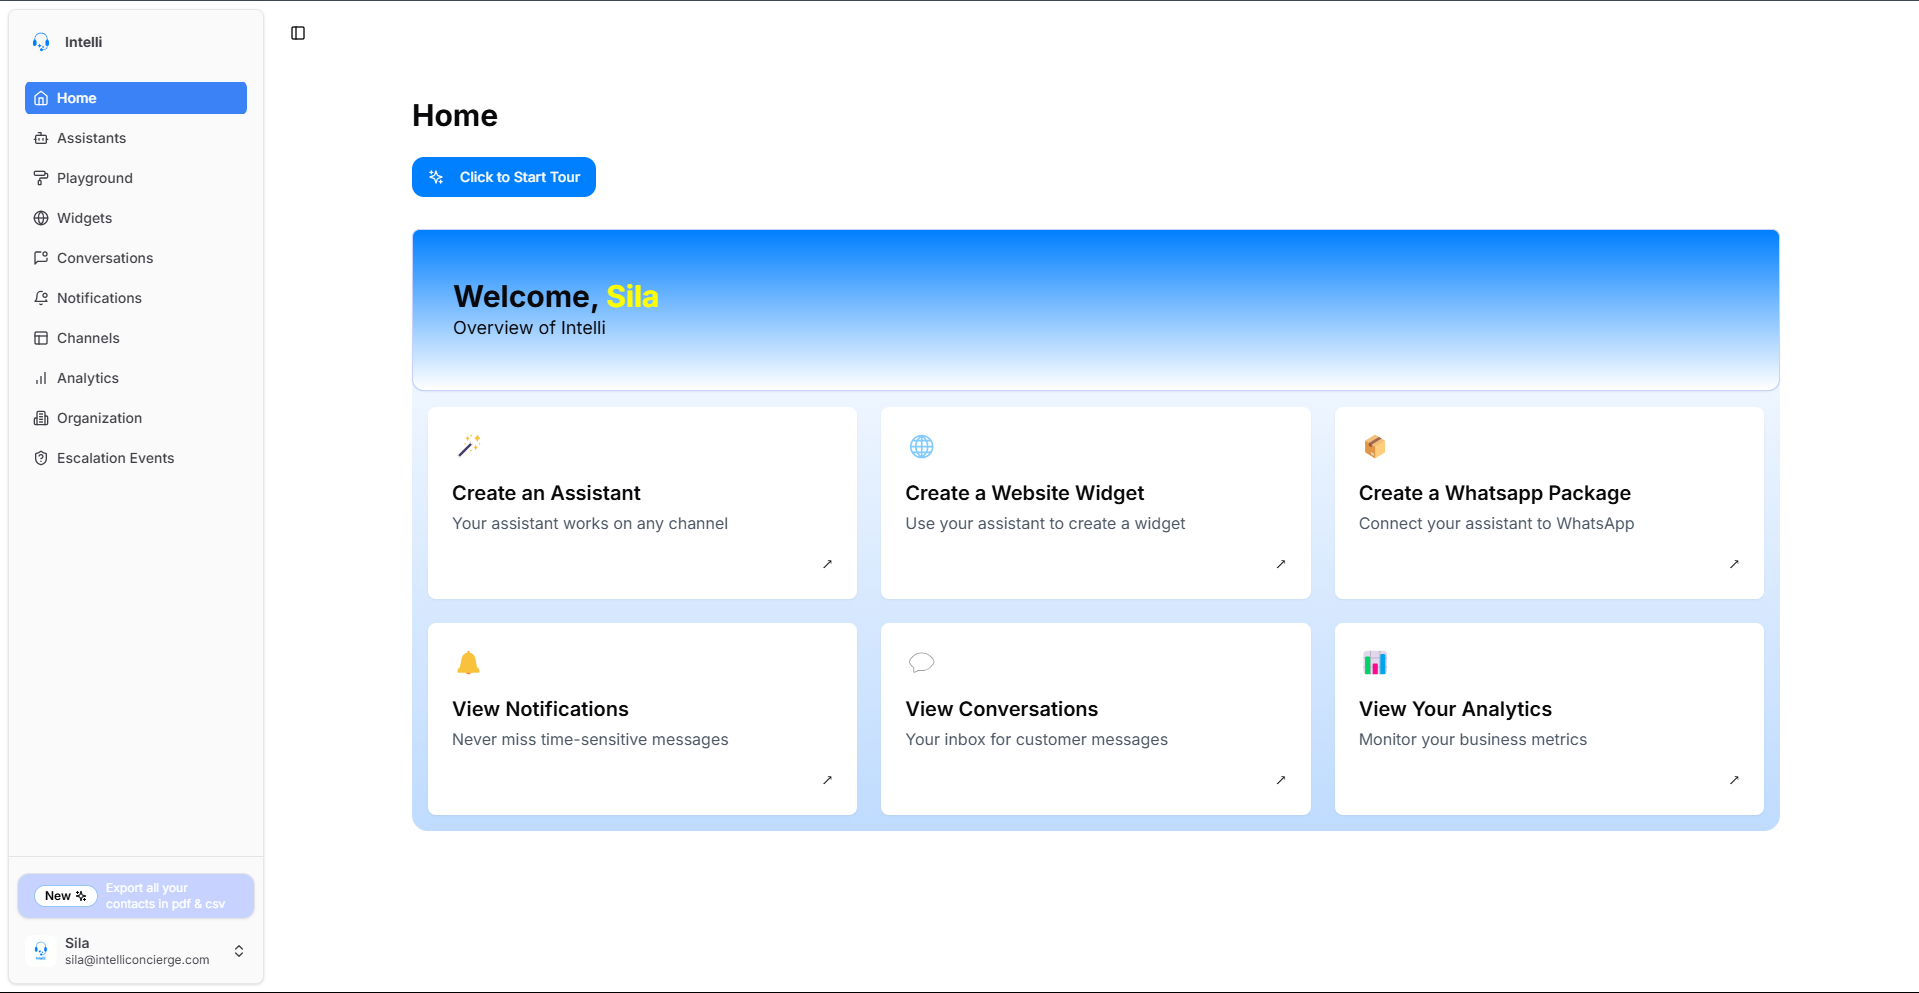 Intelli
Home
Assistants
Playground
Widgets
Conversations
Notifications
Channels
Analytics
Organization
Escalation Events
New
Export all your
contacts in pdf & csv
Sila
sila@intelliconcierge.com
Home
Click to Start Tour
Welcome, Sila
Overview of Intelli
Create an Assistant
Your assistant works on any channel
Create a Website Widget
Use your assistant to create a widget
Create a Whatsapp Package
Connect your assistant to WhatsApp
View Notifications
Never miss time-sensitive messages
View Conversations
Your inbox for customer messages
View Your Analytics
Monitor your business metrics